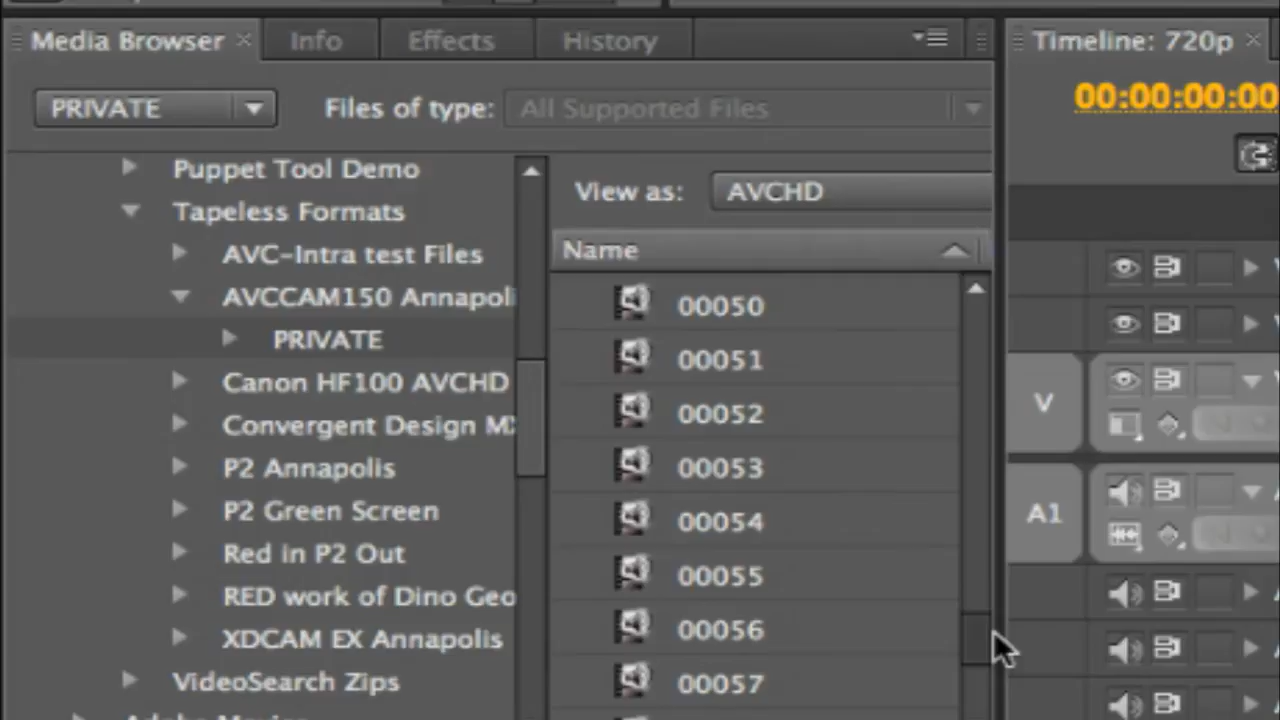 Media Browser × Info Effects History
Timeline: 720p ×
PRIVATE Files of type: All Supported Files
00:00:00:00
Puppet Tool Demo
Tapeless Formats
AVC-Intra test Files
AVCCAM150 Annapoli
PRIVATE
Canon HF100 AVCHD
Convergent Design
P2 Annapolis
P2 Green Screen
Red in P2 Out
RED work of Dino Geo
XDCAM EX Annapolis
VideoSearch Zips
View as: AVCHD
Name
00050
00051
00052
00053
00054
00055
00056
00057
V
A1